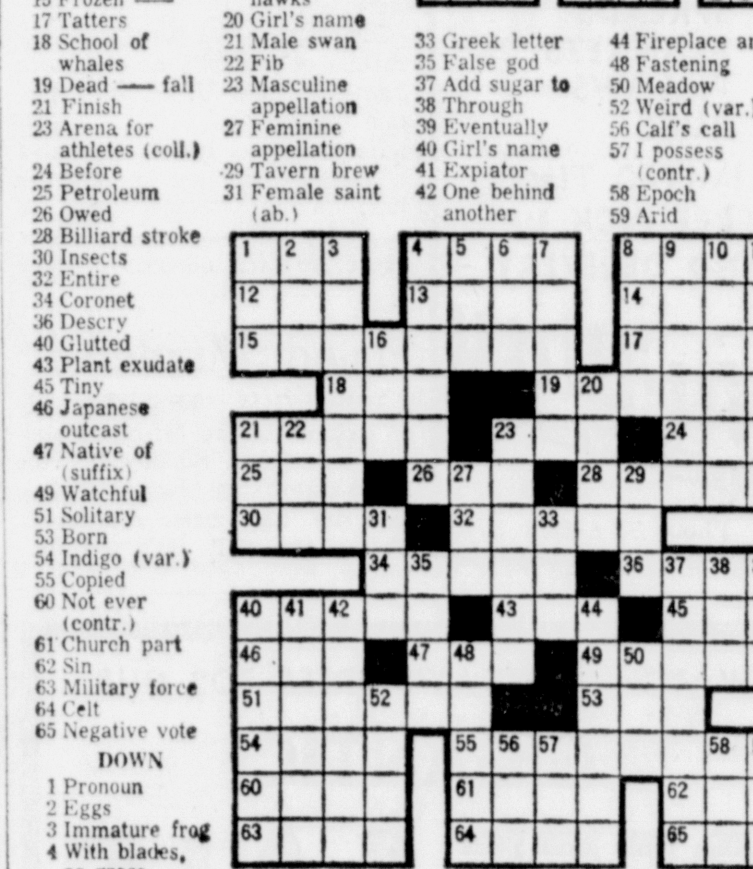 15 Frozen —
17 Tatters
18 School of
whales
19 Dead — fall
21 Finish
23 Arena for
athletes (coll.)
24 Before
25 Petroleum
26 Owed
28 Billiard stroke
30 Insects
32 Entire
34 Coronet
36 Descry
40 Glutted
43 Plant exudate
45 Tiny
46 Japanese
outcast
47 Native of
(suffix)
49 Watchful
51 Solitary
53 Born
54 Indigo (var.)
55 Copied
60 Not ever
(contr.)
61 Church part
62 Sin
63 Military force
64 Celt
65 Negative vote
DOWN
1 Pronoun
2 Eggs
3 Immature frog
4 With blades,
hawks
20 Girl's name
21 Male swan
22 Fib
23 Masculine
appellation
27 Feminine
appellation
29 Tavern brew
31 Female saint
(ab.)
33 Greek letter
35 False god
37 Add sugar to
38 Through
39 Eventually
40 Girl's name
41 Expiator
42 One behind
another
44 Fireplace
48 Fastening
50 Meadow
52 Weird (var.)
56 Calf's call
57 I possess
(contr.)
58 Epoch
59 Arid
1 2 3 4 5 6 7 8 9 10
12 13 14
15 16 17
18 19 20
21 22 23 24
25 26 27 28 29
30 31 32 33
34 35 36 37 38
40 41 42 43 44 45
46 47 48 49 50
51 52 53
54 55 56 57 58
60 61 62
63 64 65